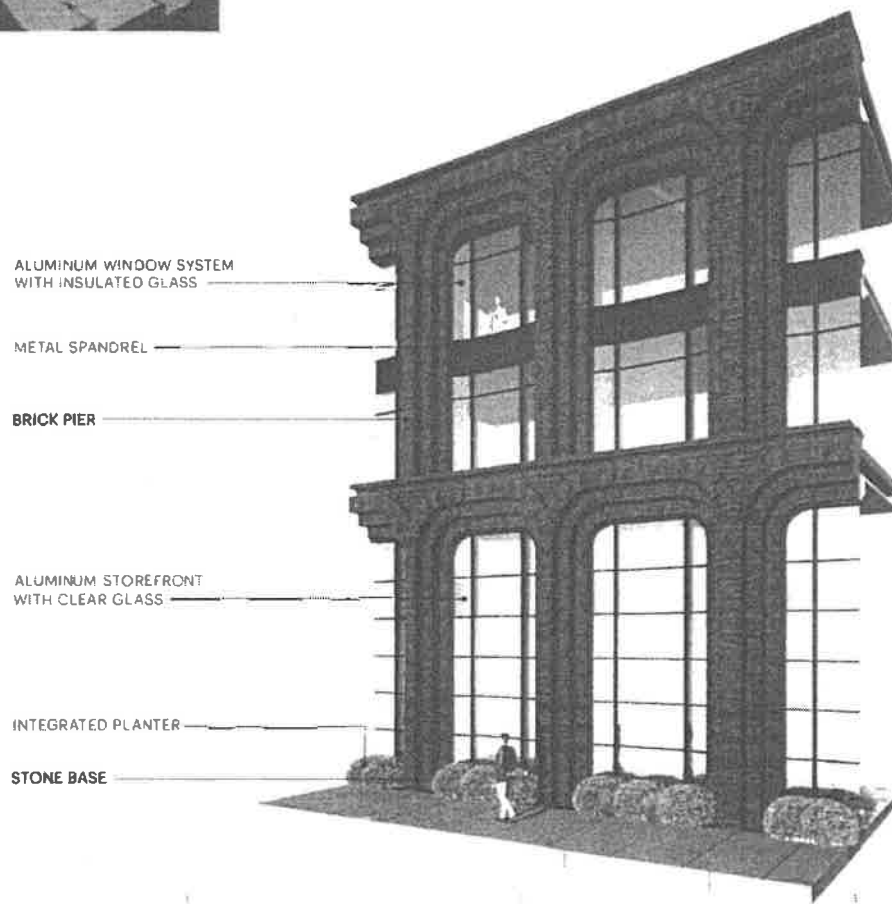 ALUMINUM WINDOW SYSTEM
WITH INSULATED GLASS
METAL SPANDREL
BRICK PIER
ALUMINUM STOREFRONT
WITH CLEAR GLASS
INTEGRATED PLANTER
STONE BASE